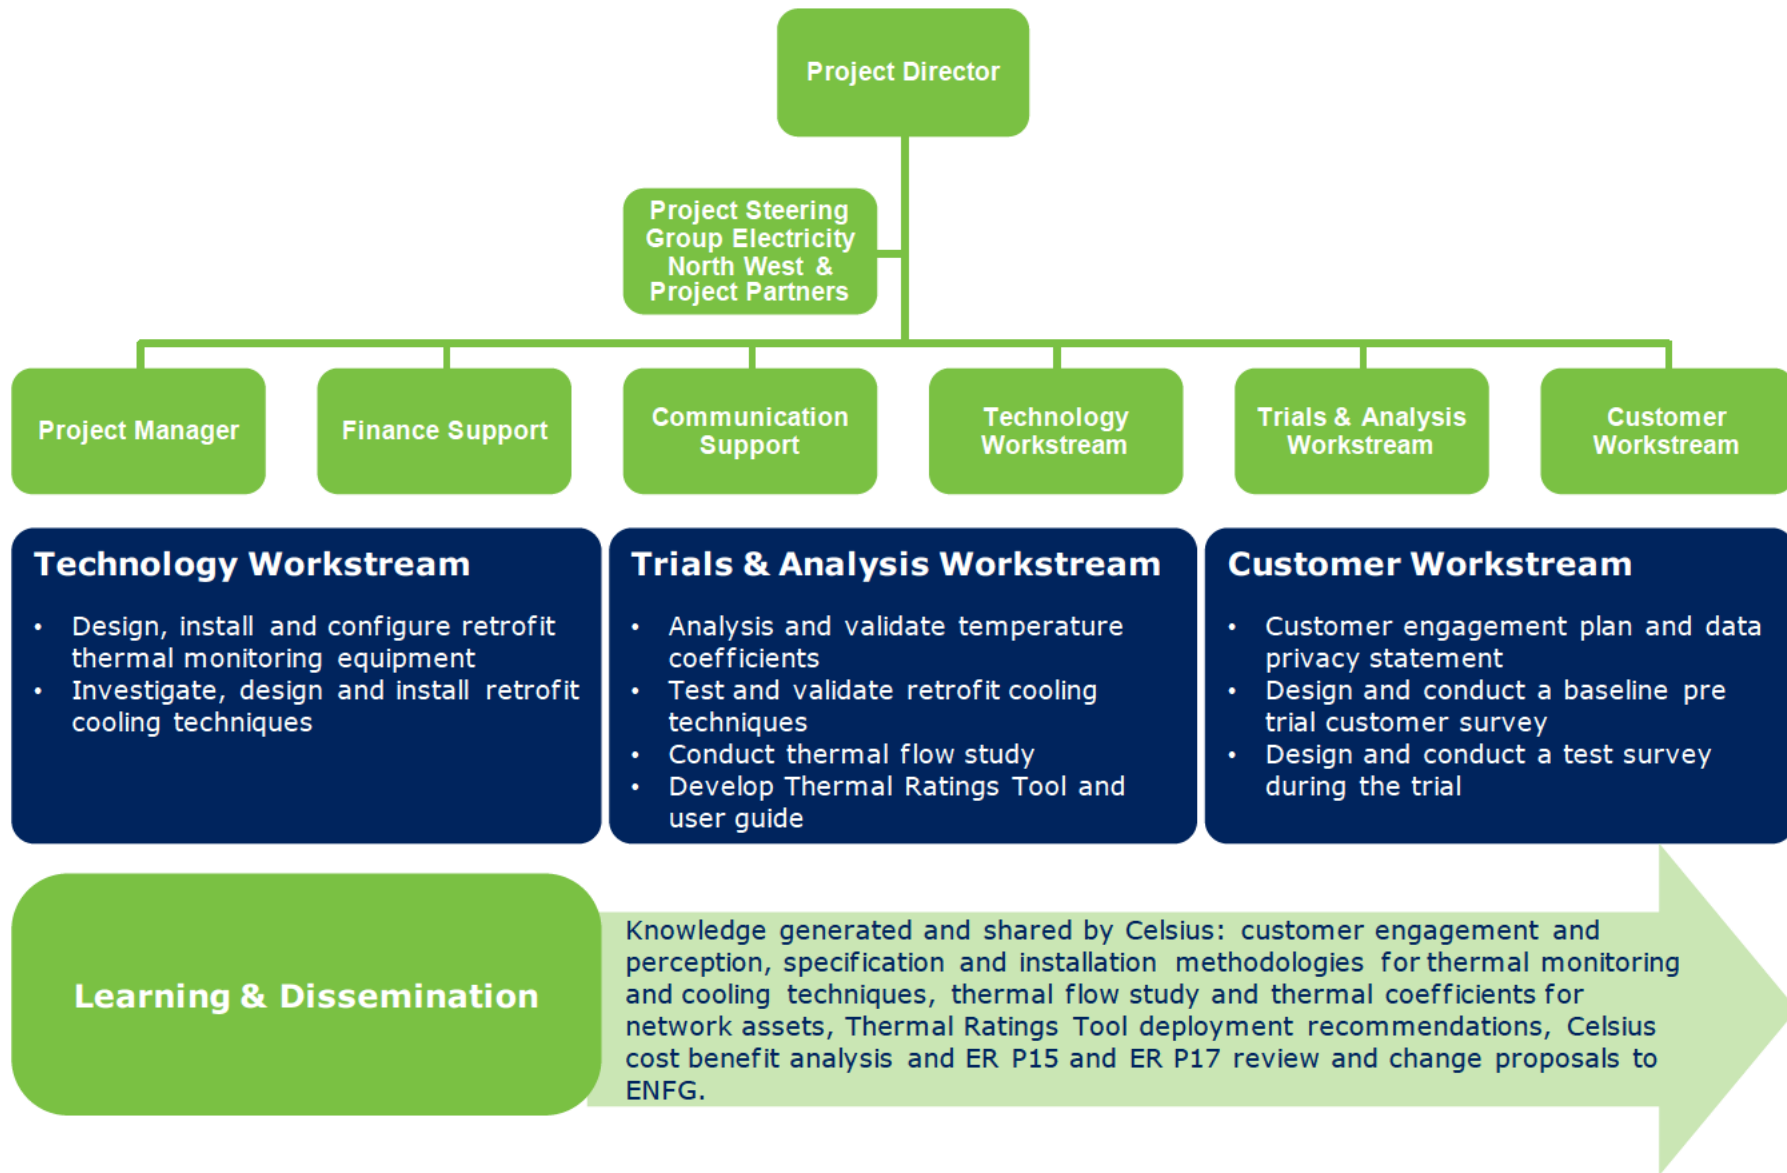 Project Director
Project Steering
Group Electricity
North West &
Project Partners
Project Manager
Finance Support
Communication
Support
Technology
Workstream
Trials & Analysis
Workstream
Customer
Workstream
Technology Workstream
• Design, install and configure retrofit
thermal monitoring equipment
• Investigate, design and install retrofit
cooling techniques
Trials & Analysis Workstream
• Analysis and validate temperature
coefficients
• Test and validate retrofit cooling
techniques
• Conduct thermal flow study
• Develop Thermal Ratings Tool and
user guide
Customer Workstream
• Customer engagement plan and data
privacy statement
• Design and conduct a baseline pre
trial customer survey
• Design and conduct a test survey
during the trial
Learning & Dissemination
Knowledge generated and shared by Celsius: customer engagement and
perception, specification and installation methodologies for thermal monitoring
and cooling techniques, thermal flow study and thermal coefficients for
network assets, Thermal Ratings Tool deployment recommendations, Celsius
cost benefit analysis and ER P15 and ER P17 review and change proposals to
ENFG.